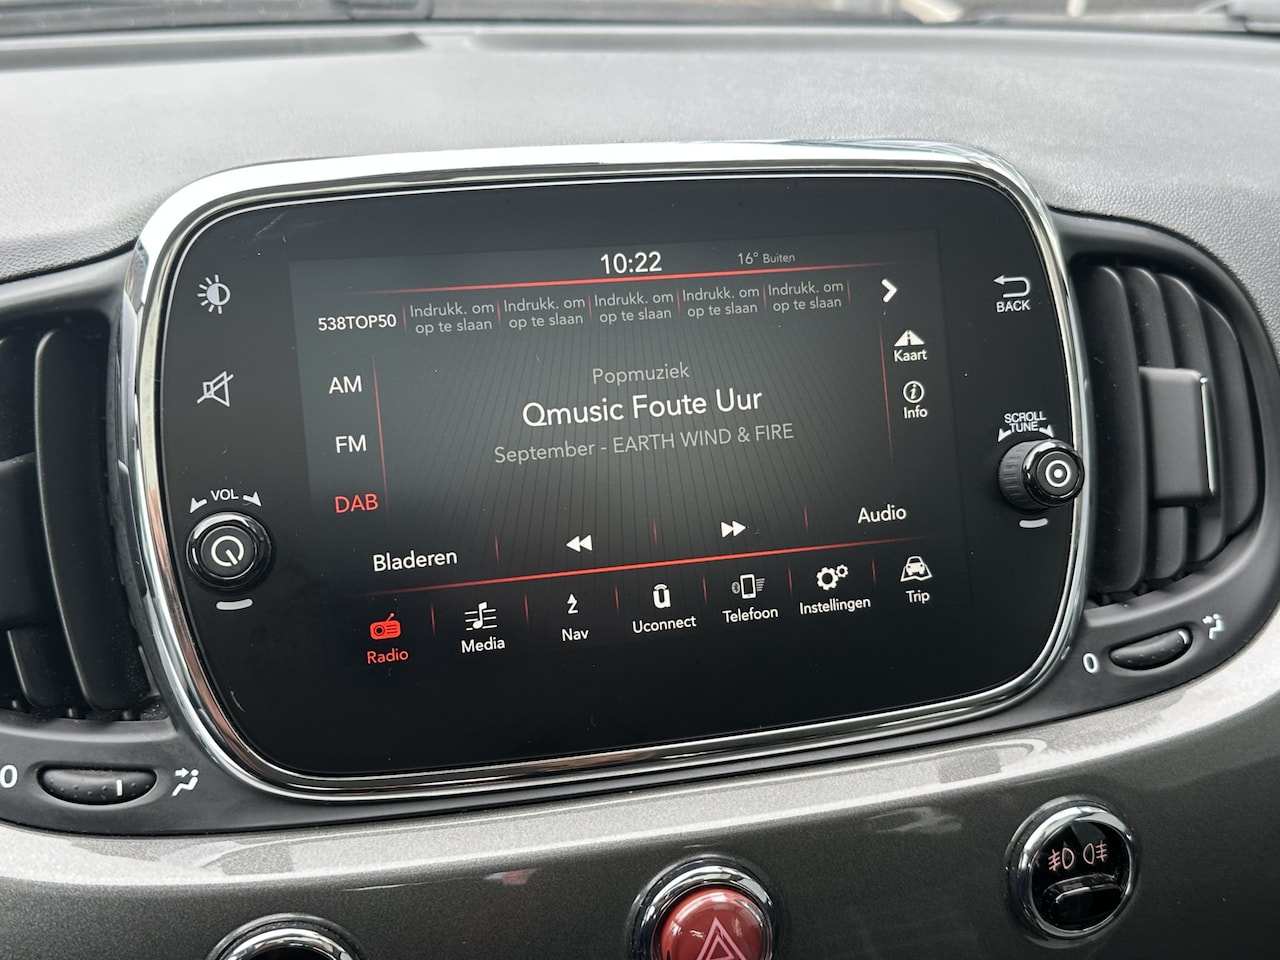 10:22
16° Buiten
538TOP50
Indrukk. om
op te slaan
Indrukk. om
op te slaan
Indrukk. om
op te slaan
Indrukk. om
op te slaan
Indrukk. om
op te slaan
BACK
Kaart
Info
AM
FM
DAB
Popmuziek
Qmusic Foute Uur
September - EARTH WIND & FIRE
SCROLL
TUNE
VOL
Bladeren
Audio
Radio
Media
Nav
Uconnect
Telefoon
Instellingen
Trip
0
0